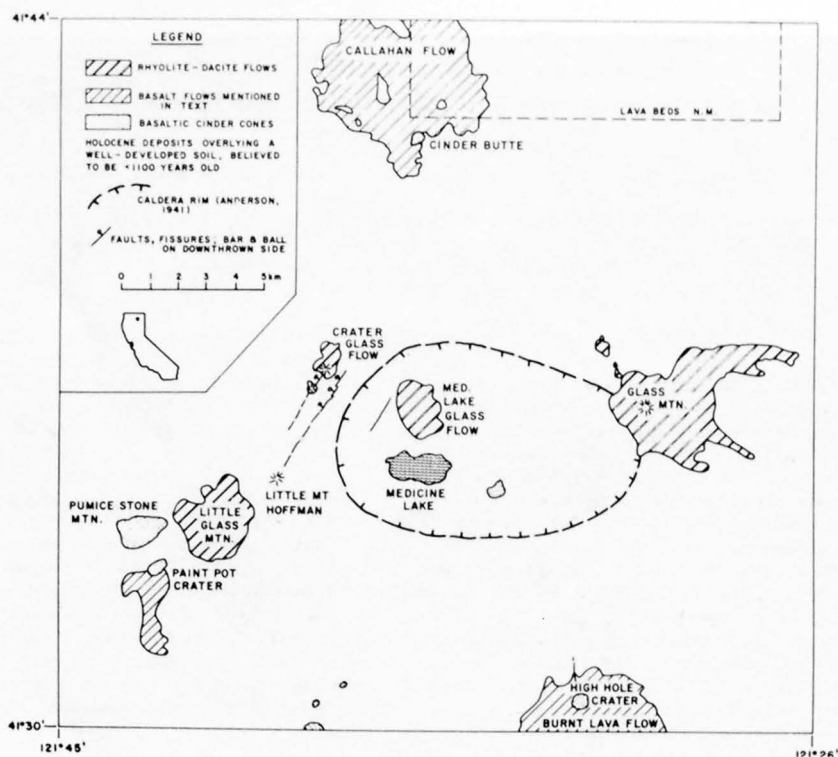 41°44'
LEGEND
RHYOLITE-DACITE FLOWS
BASALT FLOWS MENTIONED
IN TEXT
BASALTIC CINDER CONES
HOLOCENE DEPOSITS OVERLYING A
WELL-DEVELOPED SOIL, BELIEVED
TO BE <1100 YEARS OLD
CALDERA RIM (ANDERSON,
1941)
FAULTS, FISSURES; BAR & BALL
ON DOWNTHROWN SIDE
0 1 2 3 4 5 km
CALLAHAN FLOW
LAVA BEDS N.M.
CINDER BUTTE
CRATER
GLASS
FLOW
MED.
LAKE
GLASS
FLOW
GLASS
MTN.
MEDICINE
LAKE
LITTLE MT
HOFFMAN
PUMICE STONE
MTN.
LITTLE
GLASS
MTN.
PAINT POT
CRATER
HIGH HOLE
CRATER
BURNT LAVA FLOW
41°30'
121°45'
121°26'